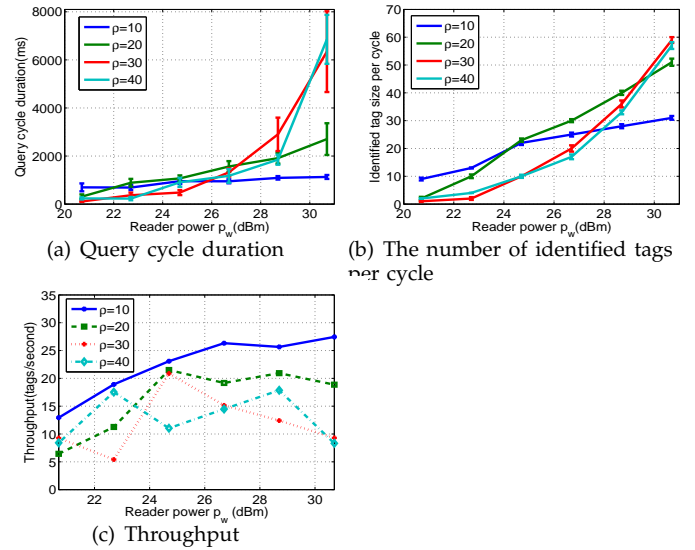 8000
6000
4000
2000
0
Query cycle duration(ms)
ρ=10
ρ=20
ρ=30
ρ=40
20 22 24 26 28 30
Reader power p_w(dBm)
(a) Query cycle duration
70
60
50
40
30
20
10
0
Identified tag size per cycle
ρ=10
ρ=20
ρ=30
ρ=40
20 22 24 26 28 30
Reader power p_w(dBm)
(b) The number of identified tags
per cycle
35
30
25
20
15
10
5
0
Throughput(tags/second)
ρ=10
ρ=20
ρ=30
ρ=40
22 24 26 28 30
Reader power p_w(dBm)
(c) Throughput